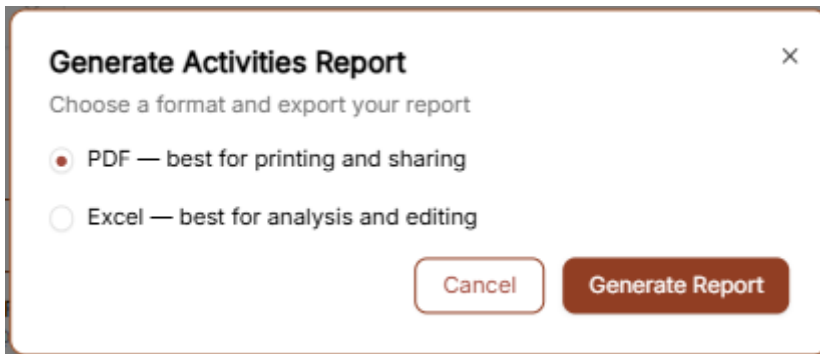 Generate Activities Report
Choose a format and export your report
PDF — best for printing and sharing
Excel — best for analysis and editing
Cancel
Generate Report